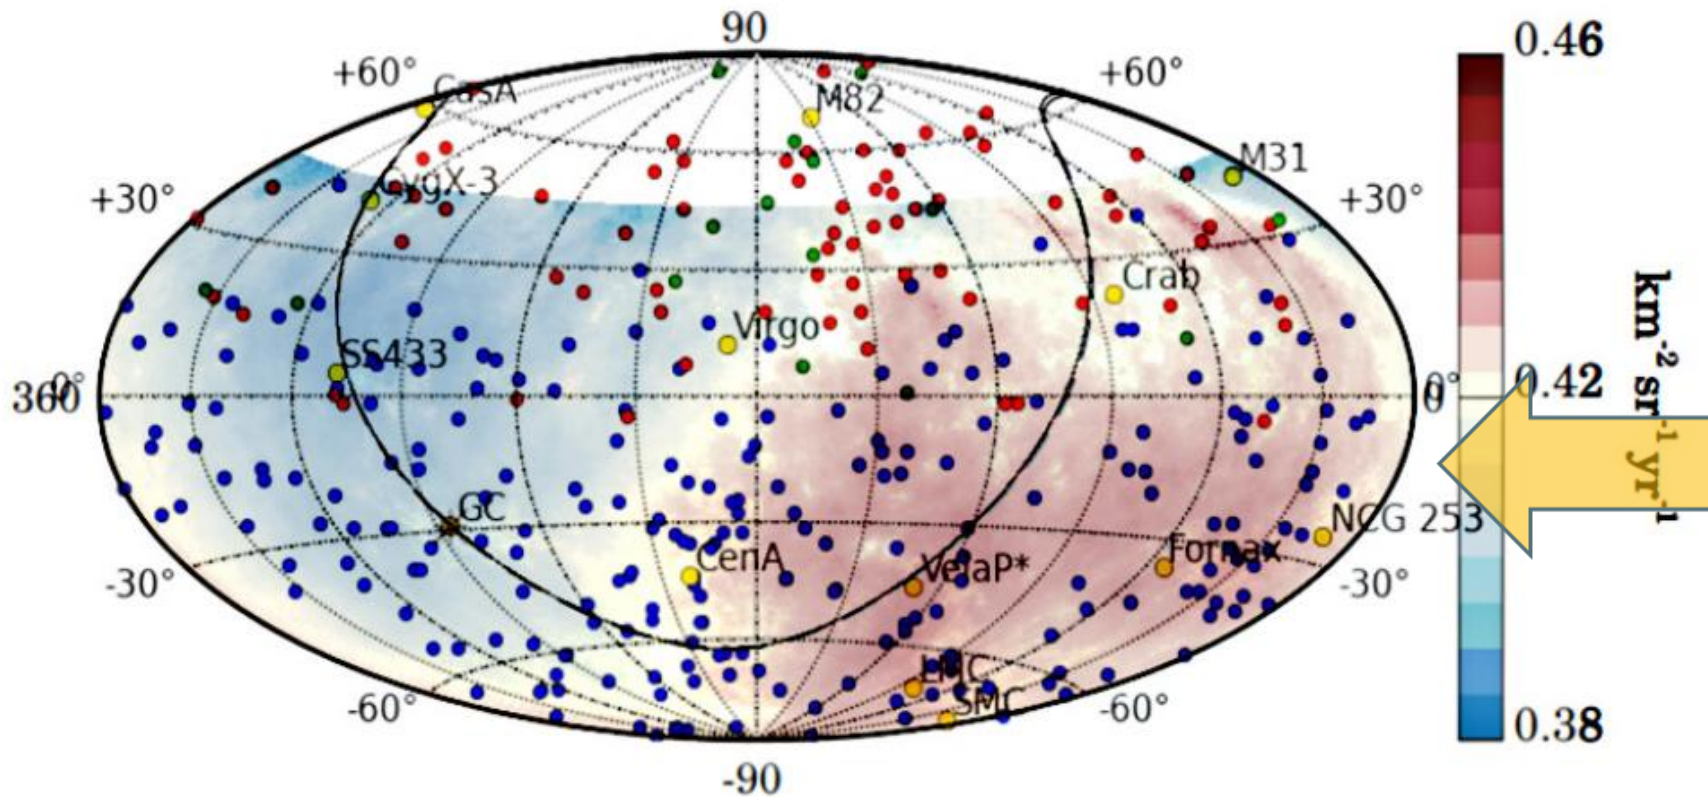 90
+60°
+60°
CasA
M82
M31
CygX-3
+30°
+30°
0.46
Crab
Virgo
SS433
360
0°
0°
0
0.42
km-2 sr-1 yr-1
GC
NCG 253
CenA
VelaP*
Fornax
-30°
-30°
LMC
SMC
-60°
-60°
0.38
-90